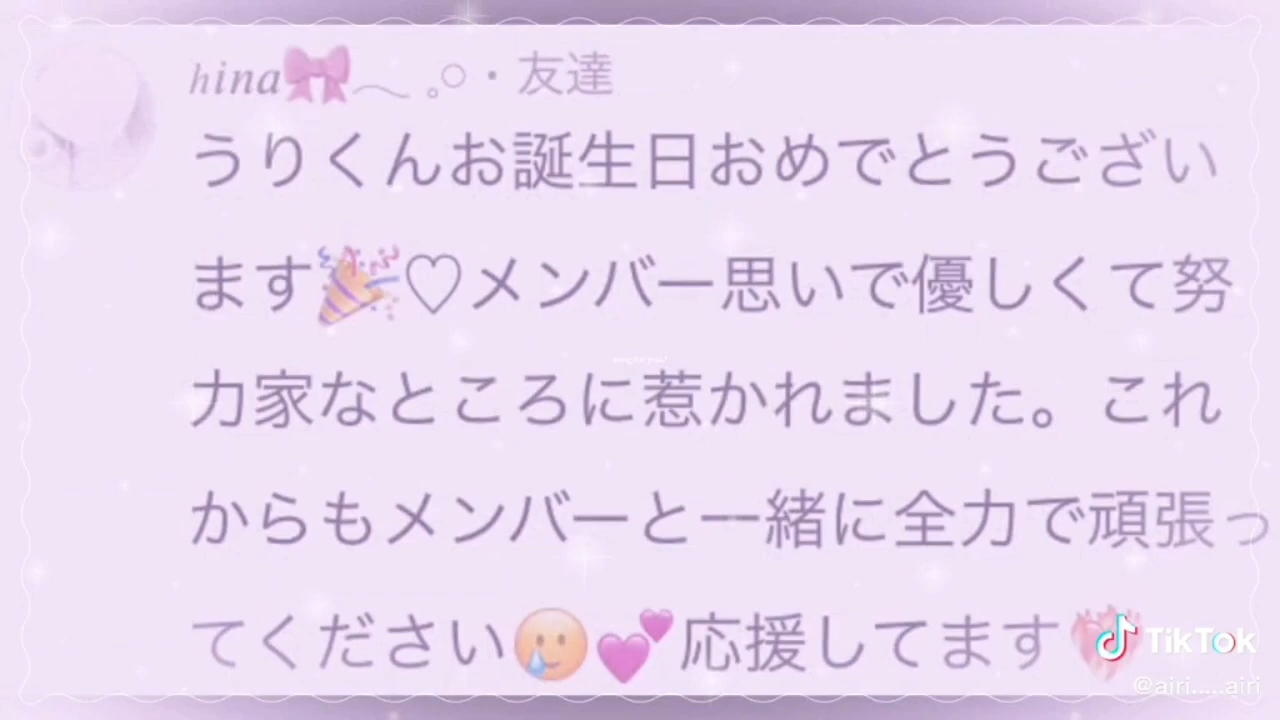 hina🎀︵ 𓈒𓏸・友達
うりくんお誕生日おめでとうござい
ます🎉♡メンバー思いで優しくて努
力家なところに惹かれました。これ
からもメンバーと一緒に全力で頑張っ
てください🥲💕応援してます💗
TikTok
@airi.....airi